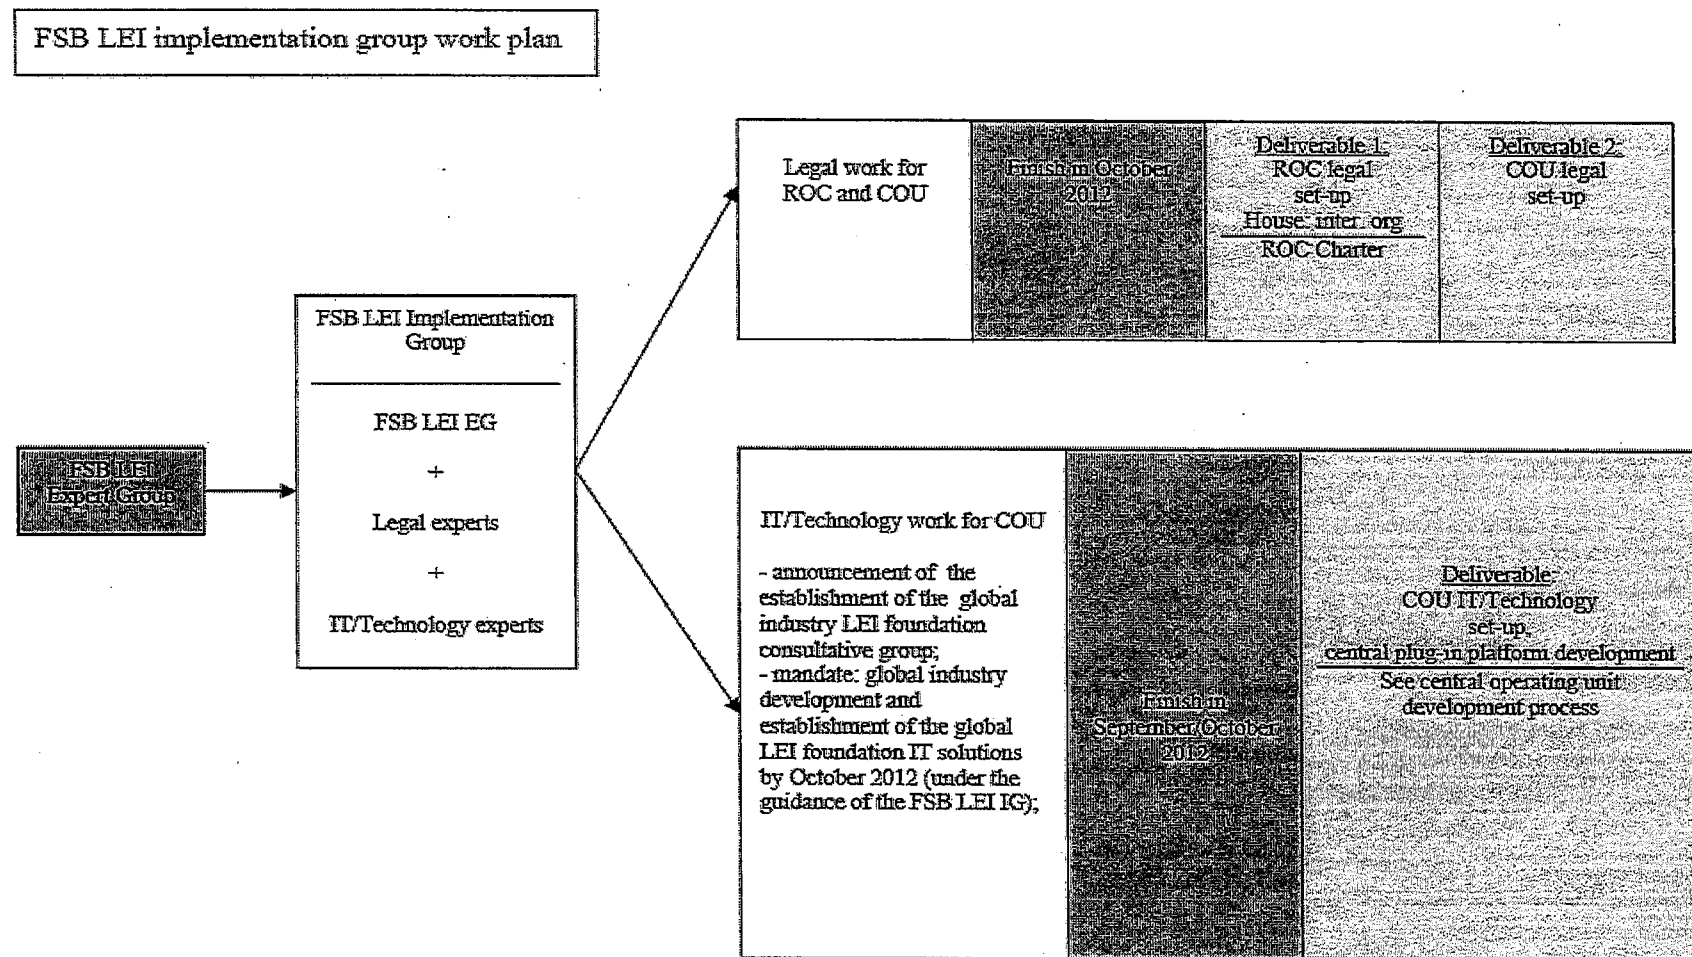 FSB LEI implementation group work plan
Legal work for
ROC and COU
Finish in October
2012
Deliverable 1:
ROC legal
set-up
House: inter. org
ROC Charter
Deliverable 2:
COU legal
set-up
FSB LEI Implementation
Group
FSB LEI EG
+
Legal experts
+
IT/Technology experts
FSB LEI
Expert Group
IT/Technology work for COU
- announcement of the
establishment of the global
industry LEI foundation
consultative group;
- mandate: global industry
development and
establishment of the global
LEI foundation IT solutions
by October 2012 (under the
guidance of the FSB LEI IG);
Finish in
September/October
2012
Deliverable:
COU IT/Technology
set-up,
central plug-in platform development
See central operating unit
development process